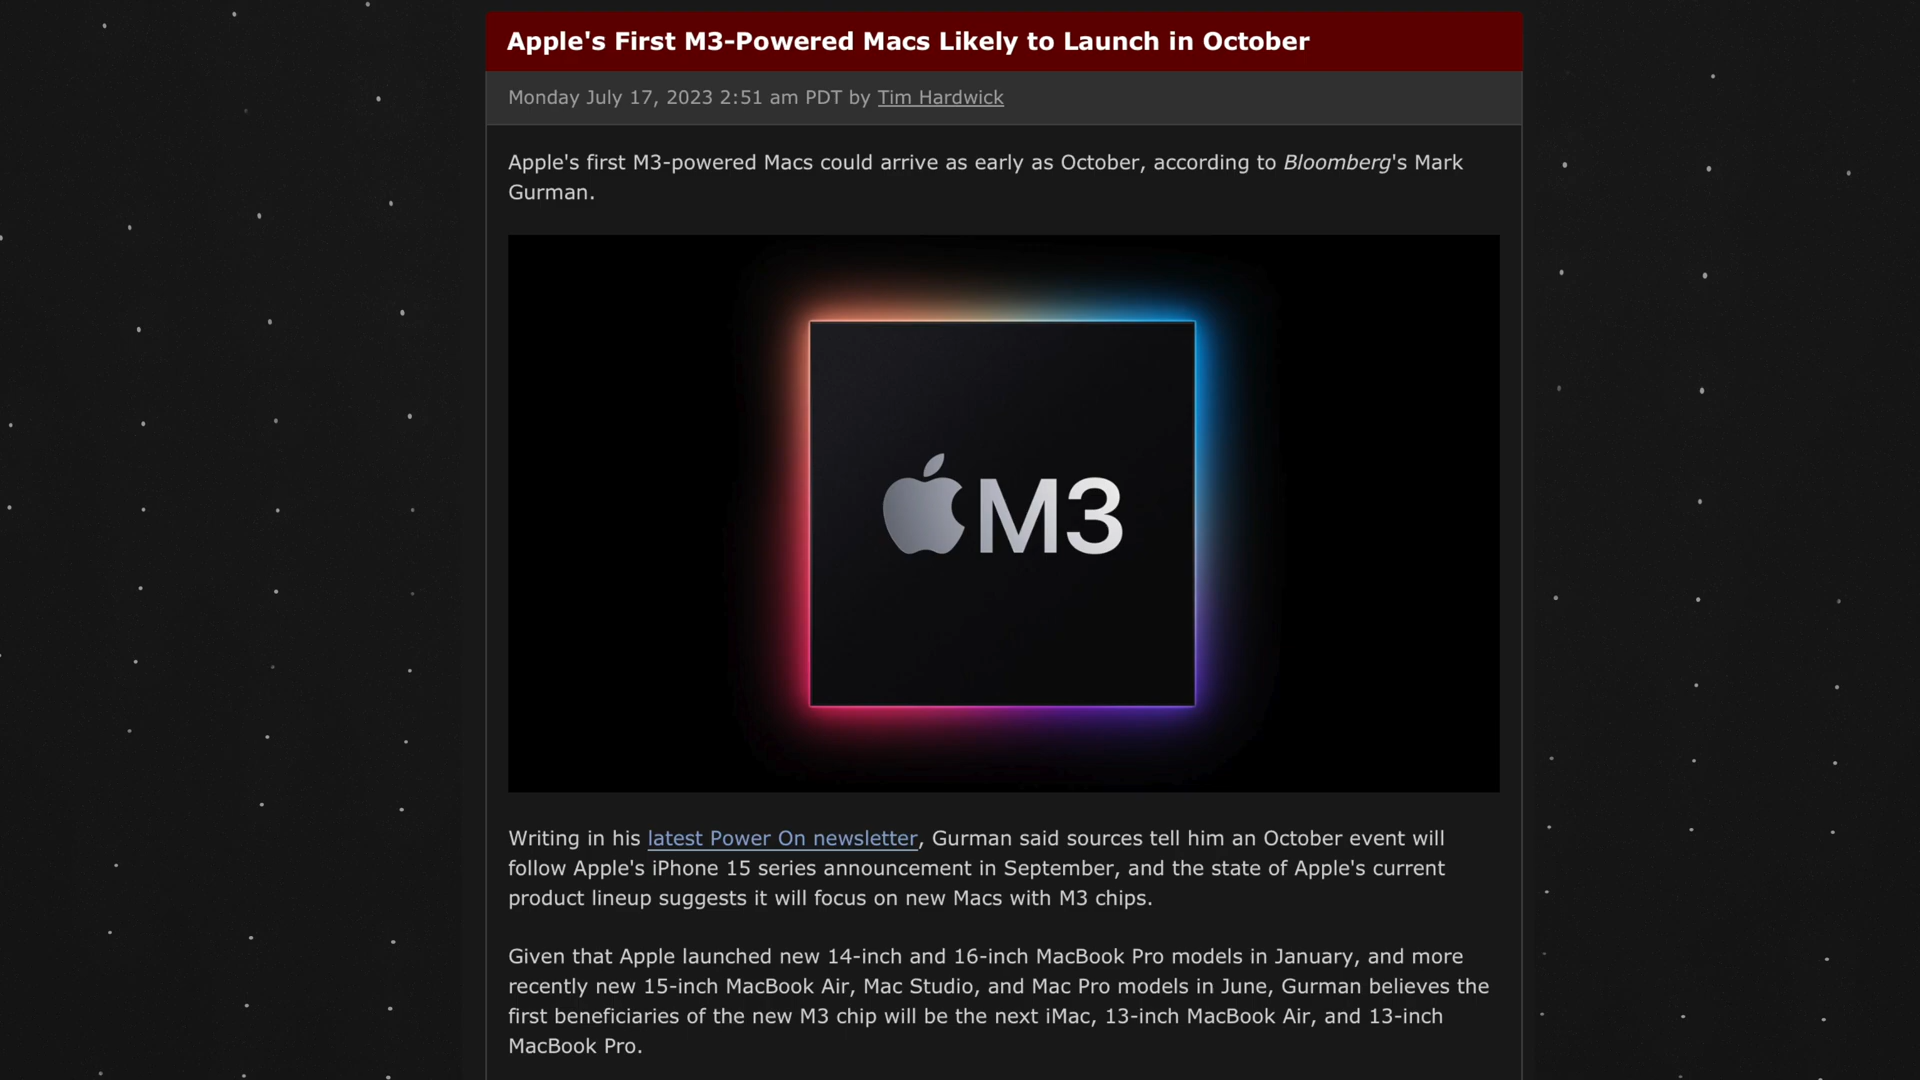 Apple's First M3-Powered Macs Likely to Launch in October
Monday July 17, 2023 2:51 am PDT by Tim Hardwick
Apple's first M3-powered Macs could arrive as early as October, according to Bloomberg's Mark
Gurman.
M3
Writing in his latest Power On newsletter, Gurman said sources tell him an October event will
follow Apple's iPhone 15 series announcement in September, and the state of Apple's current
product lineup suggests it will focus on new Macs with M3 chips.
Given that Apple launched new 14-inch and 16-inch MacBook Pro models in January, and more
recently new 15-inch MacBook Air, Mac Studio, and Mac Pro models in June, Gurman believes the
first beneficiaries of the new M3 chip will be the next iMac, 13-inch MacBook Air, and 13-inch
MacBook Pro.